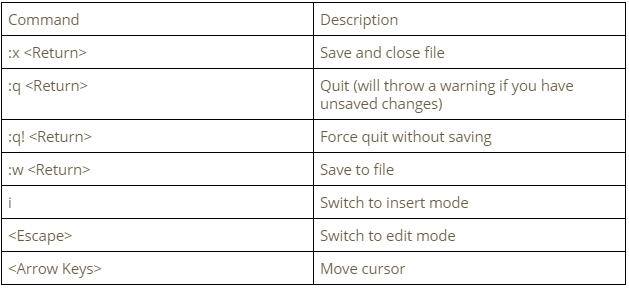 Command Description
:x <Return> Save and close file
:q <Return> Quit (will throw a warning if you have
unsaved changes)
:q! <Return> Force quit without saving
:w <Return> Save to file
i Switch to insert mode
<Escape> Switch to edit mode
<Arrow Keys> Move cursor